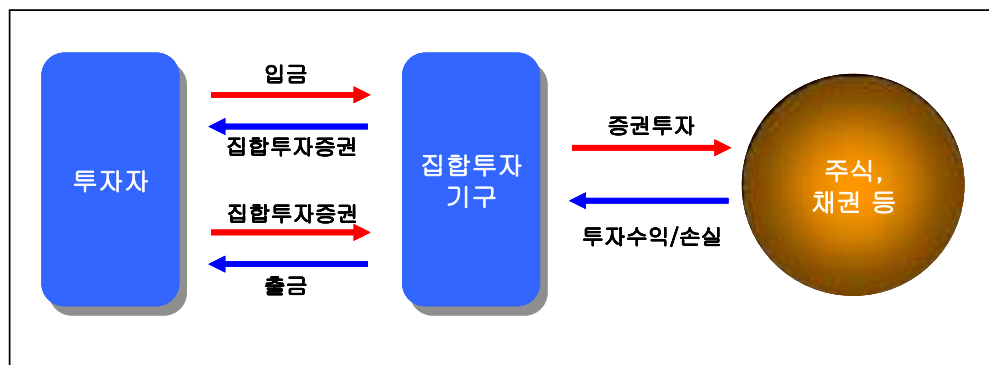 투자자
입금
집합투자증권
집합투자증권
출금
집합투자
기구
증권투자
투자수익/손실
주식,
채권 등